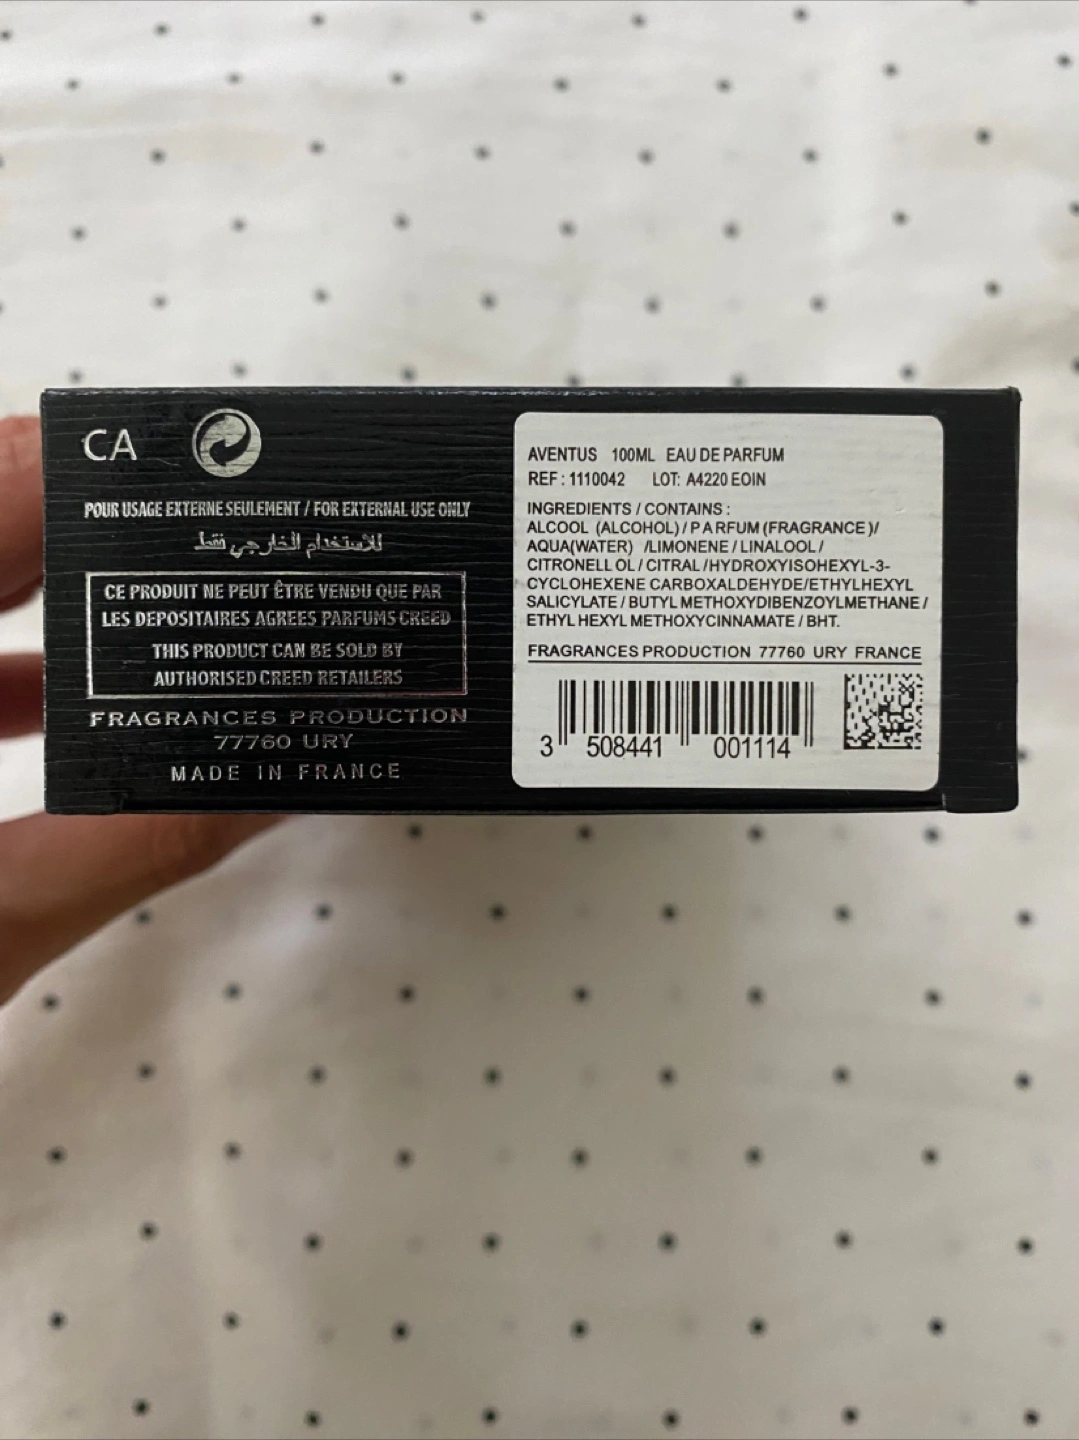 CA
POUR USAGE EXTERNE SEULEMENT / FOR EXTERNAL USE ONLY
للاستخدام الخارجي فقط
CE PRODUIT NE PEUT ÊTRE VENDU QUE PAR
LES DEPOSITAIRES AGREES PARFUMS CREED
THIS PRODUCT CAN BE SOLD BY
AUTHORISED CREED RETAILERS
FRAGRANCES PRODUCTION
77760 URY
MADE IN FRANCE
AVENTUS 100ML EAU DE PARFUM
REF : 1110042 LOT: A4220EOIN
INGREDIENTS / CONTAINS :
ALCOOL (ALCOHOL) / PARFUM (FRAGRANCE )/
AQUA(WATER) /LIMONENE / LINALOOL /
CITRONELL OL / CITRAL /HYDROXYISOHEXYL-3-
CYCLOHEXENE CARBOXALDEHYDE/ETHYLHEXYL
SALICYLATE / BUTYL METHOXYDIBENZOYLMETHANE /
ETHYL HEXYL METHOXYCINNAMATE / BHT.
FRAGRANCES PRODUCTION 77760 URY FRANCE
3 508441 001114